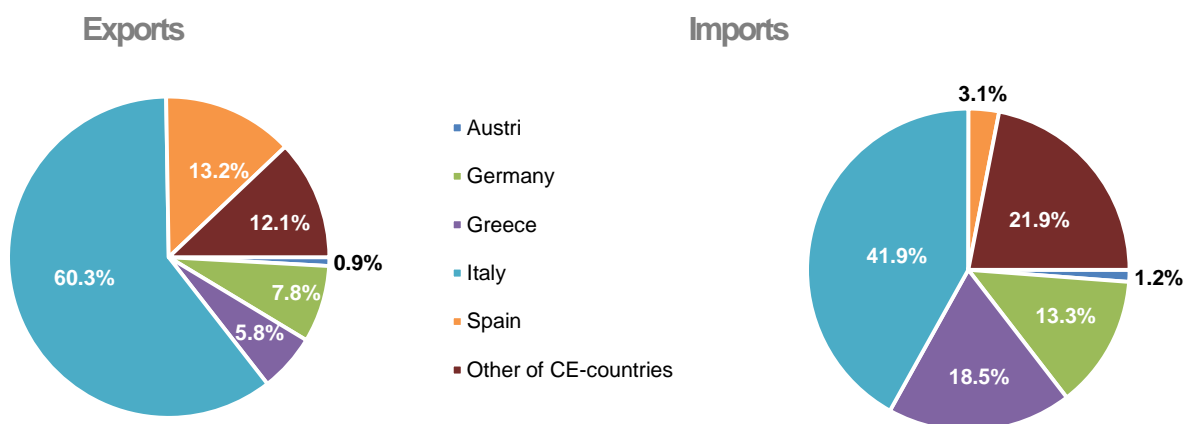 Exports
Imports
13.2%
12.1%
0.9%
7.8%
5.8%
60.3%
Austri
Germany
Greece
Italy
Spain
Other of CE-countries
3.1%
21.9%
1.2%
13.3%
18.5%
41.9%